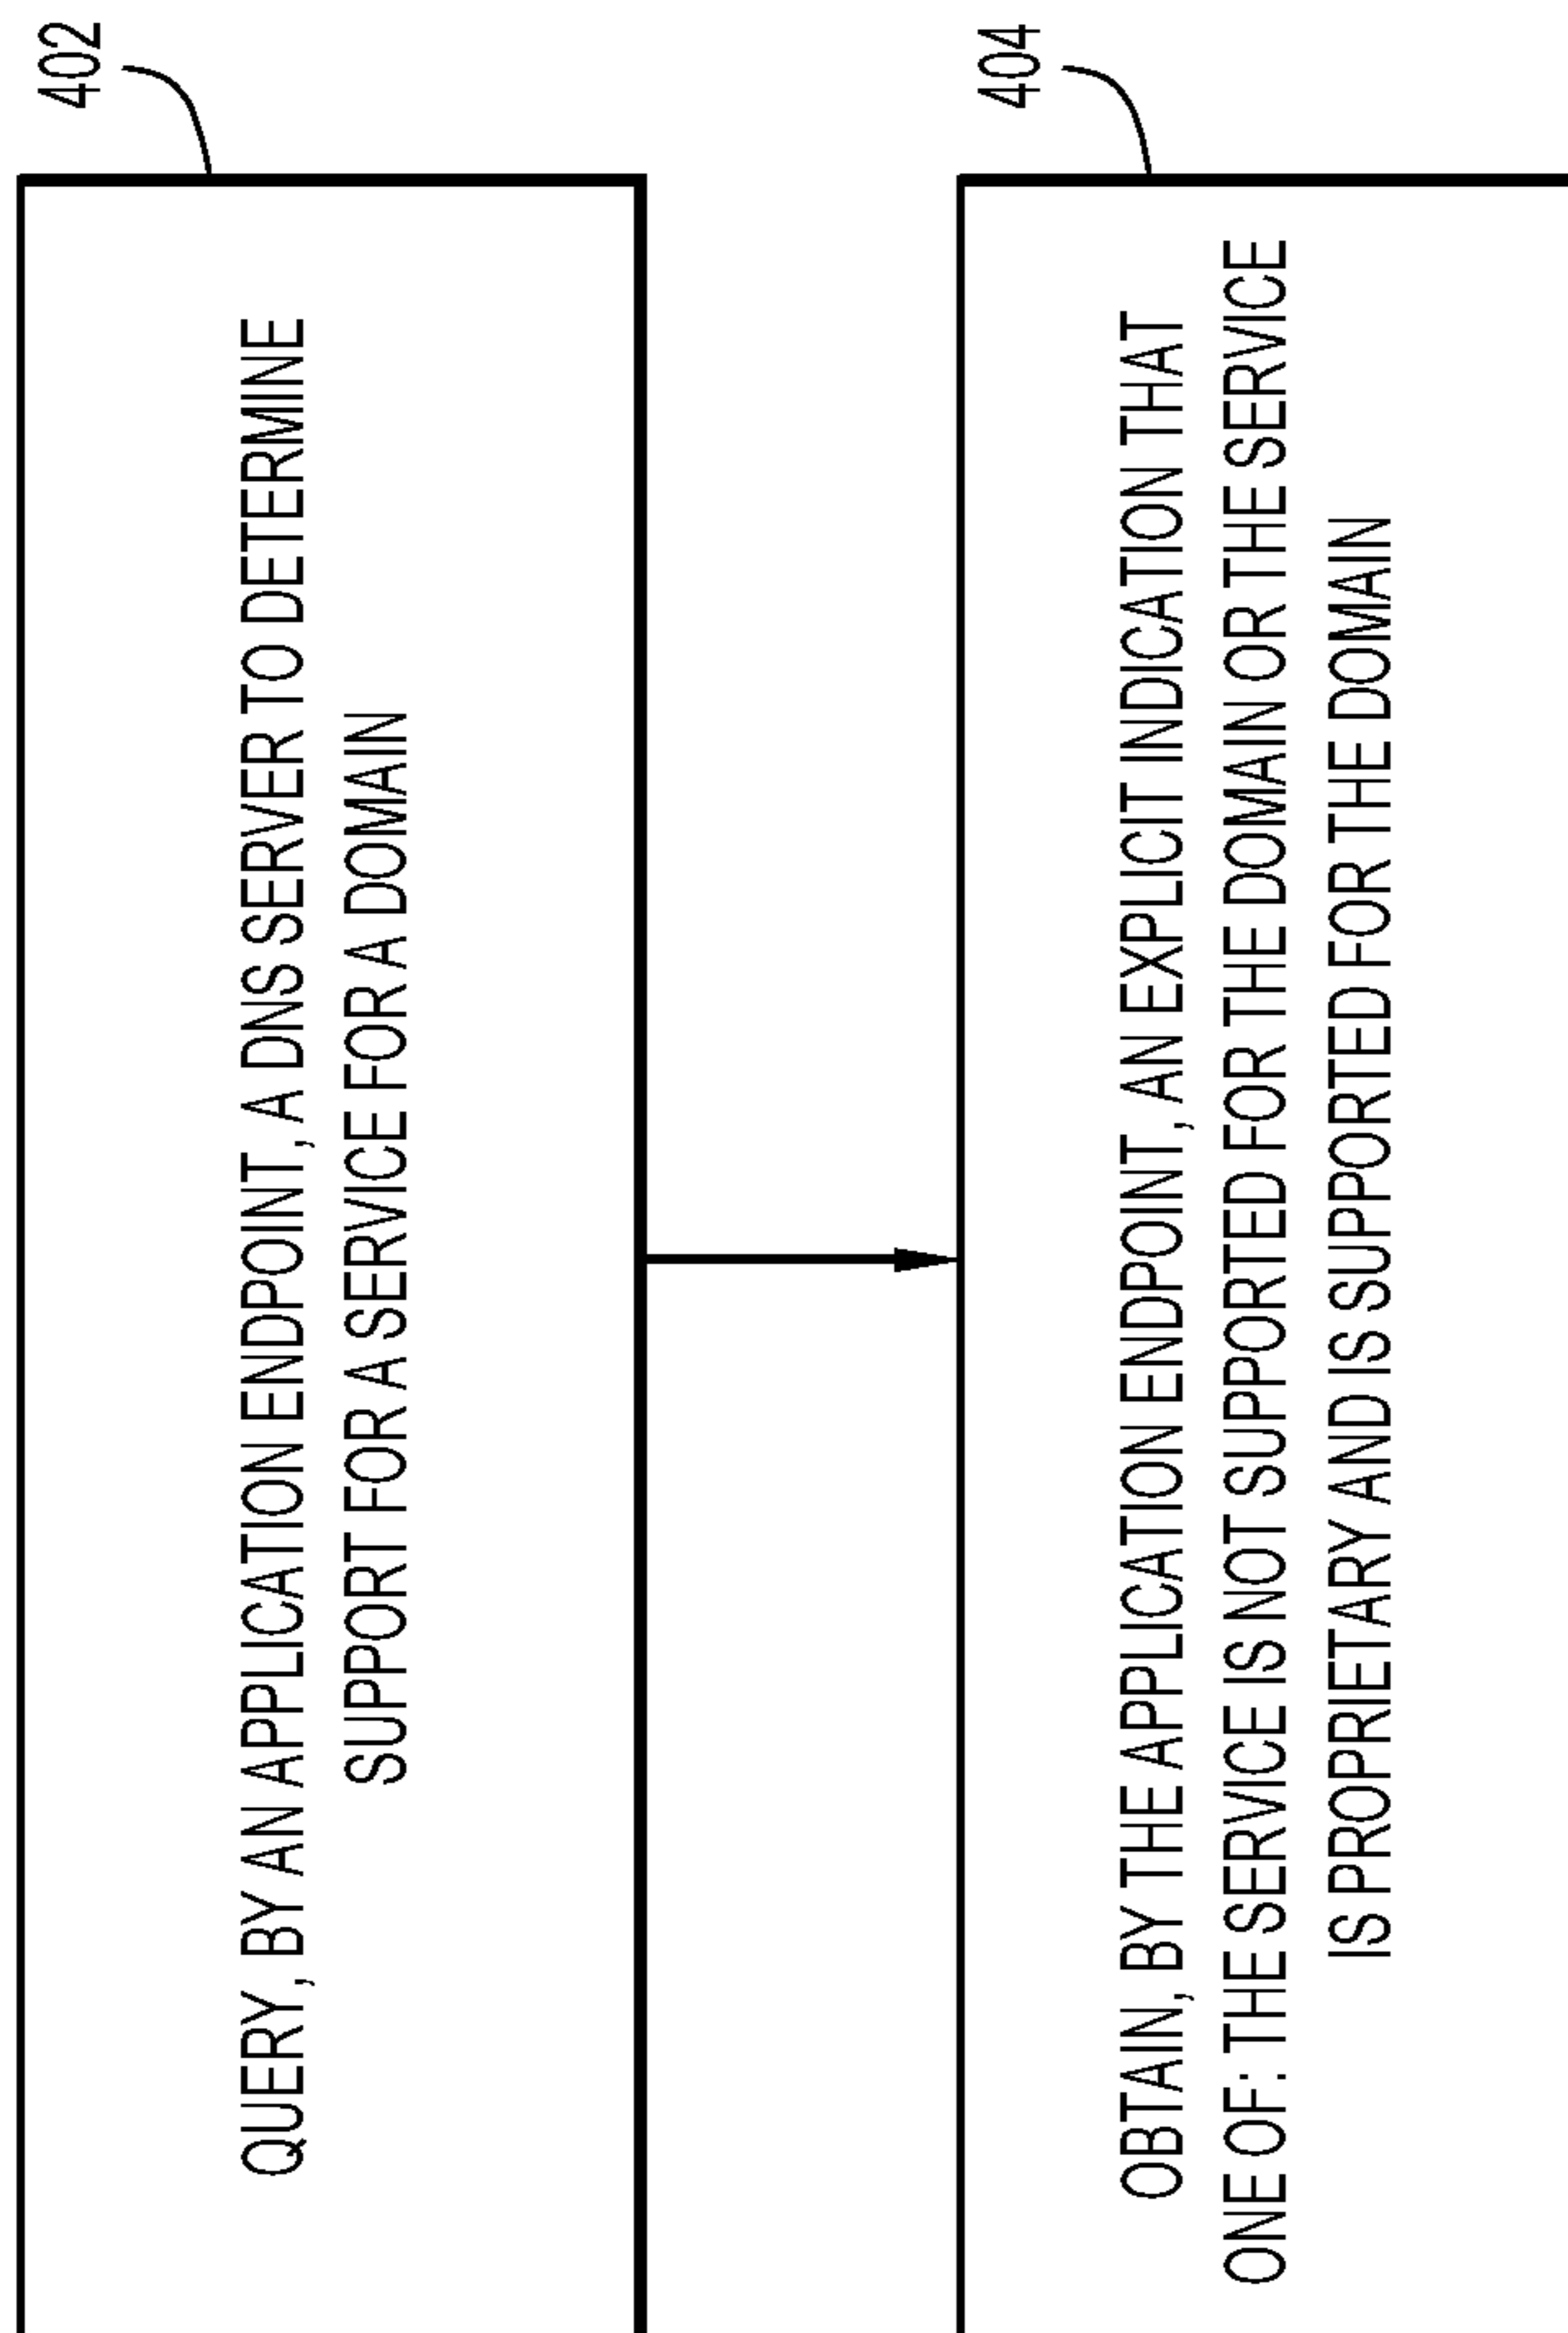 402
QUERY, BY AN APPLICATION ENDPOINT, A DNS SERVER TO DETERMINE
SUPPORT FOR A SERVICE FOR A DOMAIN
404
OBTAIN, BY THE APPLICATION ENDPOINT, AN EXPLICIT INDICATION THAT
ONE OF: THE SERVICE IS NOT SUPPORTED FOR THE DOMAIN OR THE SERVICE
IS PROPRIETARY AND IS SUPPORTED FOR THE DOMAIN